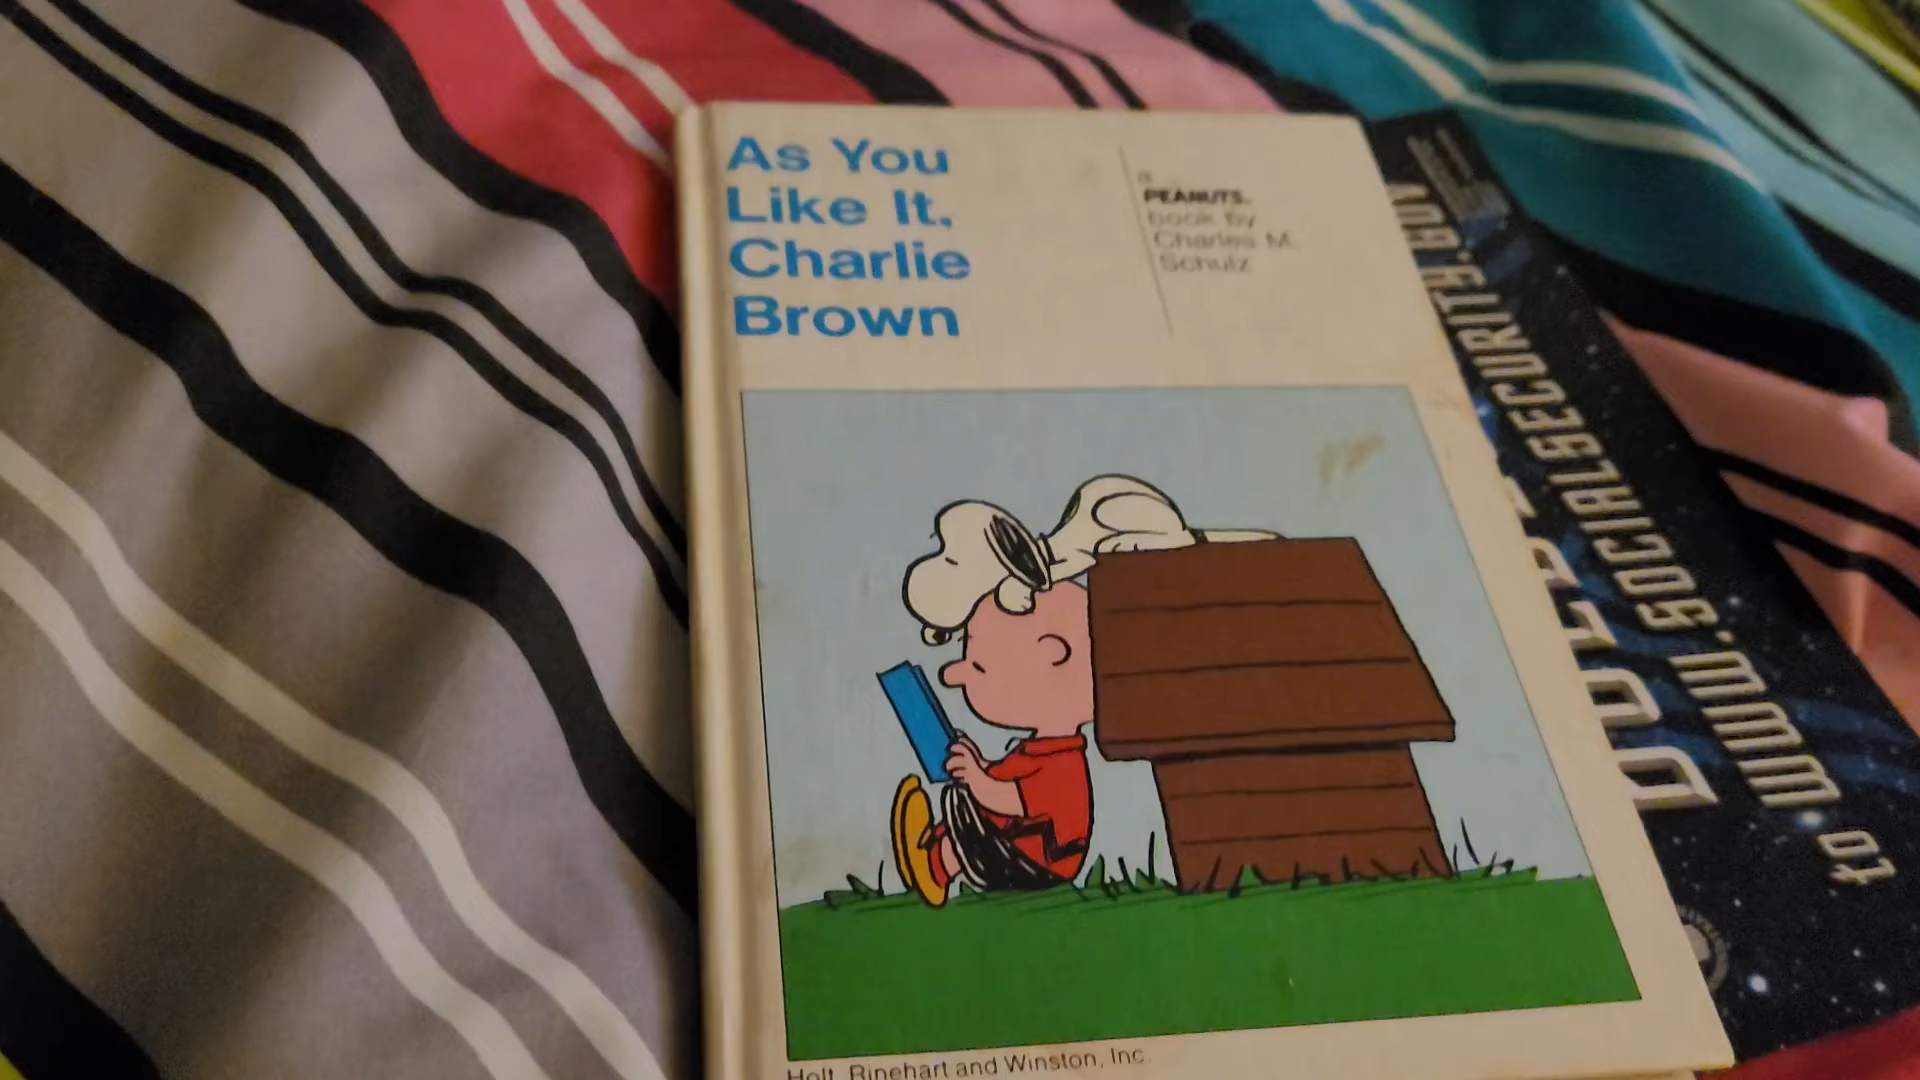 As You
Like It,
Charlie
Brown
a
PEANUTS
book by
Charles M.
Schulz
Holt, Rinehart and Winston, Inc.
to WWW.SOCIALSECURITY.GOV